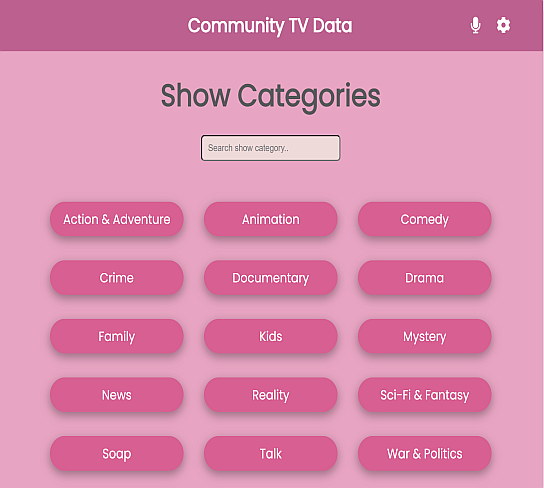 Community TV Data
Show Categories
Search show category..
Action & Adventure
Animation
Comedy
Crime
Documentary
Drama
Family
Kids
Mystery
News
Reality
Sci-Fi & Fantasy
Soap
Talk
War & Politics